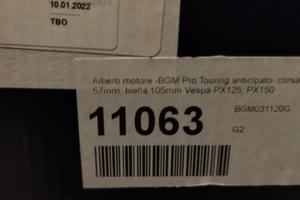 10.01.2022
TBO
Albero motore -BGM Pro Touring anticipato- corsa
57mm, biella 105mm Vespa PX125, PX150
BGM031120G
11063
G2